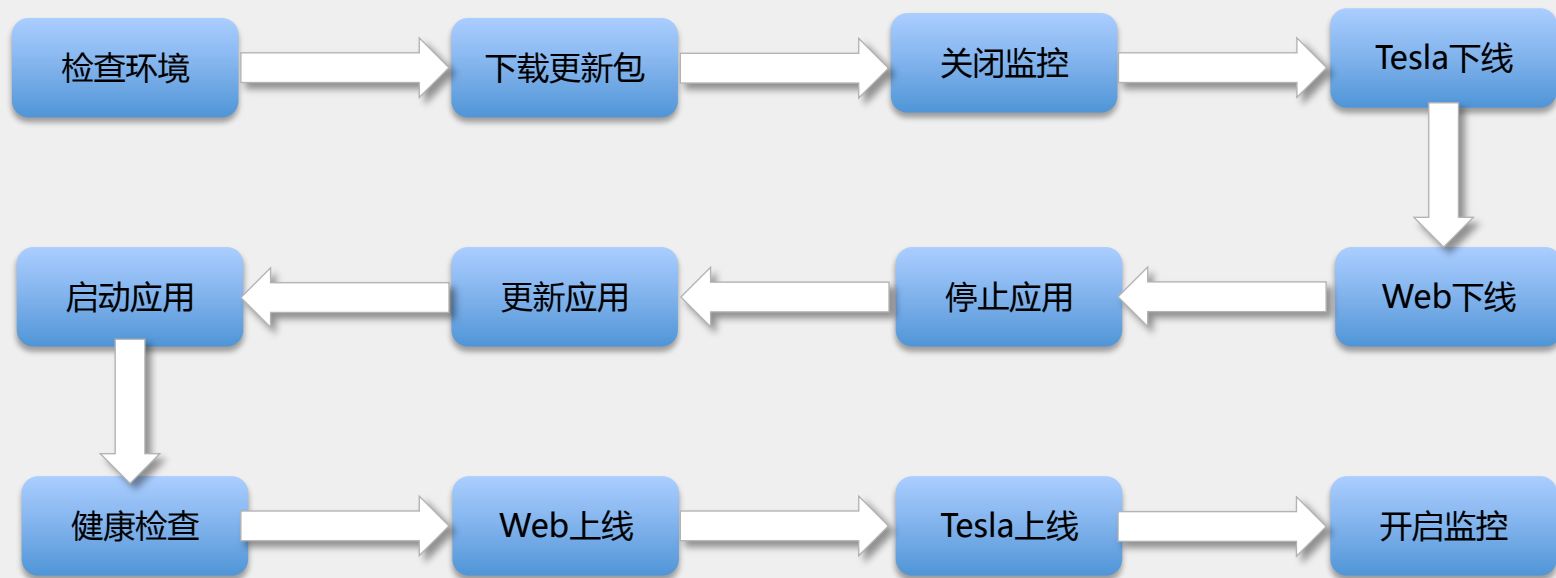 检查环境
下载更新包
关闭监控
Tesla下线
Web下线
停止应用
更新应用
启动应用
健康检查
Web上线
Tesla上线
开启监控